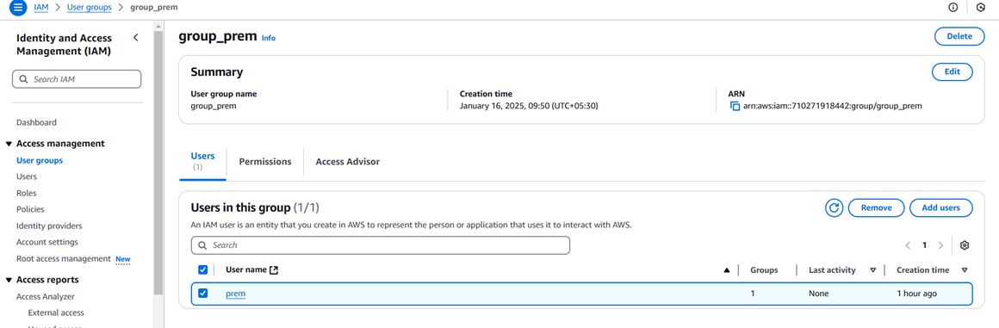 IAM > User groups > group_prem
Identity and Access
Management (IAM)
Search IAM
Dashboard
Access management
User groups
Users
Roles
Policies
Identity providers
Account settings
Root access management New
Access reports
Access Analyzer
External access
group_prem Info
Delete
Summary
Edit
User group name
group_prem
Creation time
January 16, 2025, 09:50 (UTC+05:30)
ARN
arn:aws:iam::710271918442:group/group_prem
Users
(1)
Permissions
Access Advisor
Users in this group (1/1)
Remove
Add users
An IAM user is an entity that you create in AWS to represent the person or application that uses it to interact with AWS.
Search
1
User name Groups Last activity Creation time
prem 1 None 1 hour ago